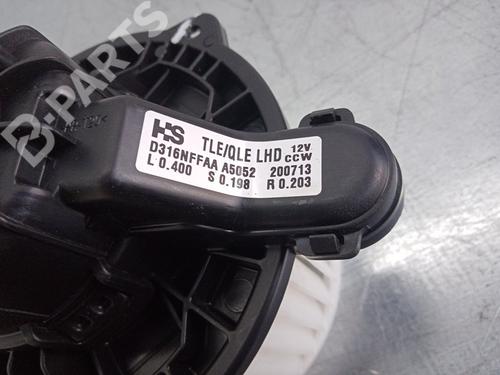 B-PARTS
HS TLE/QLE LHD 12V CCW
D316NFFAA A5052 200713
L 0.400 S 0.198 R 0.203